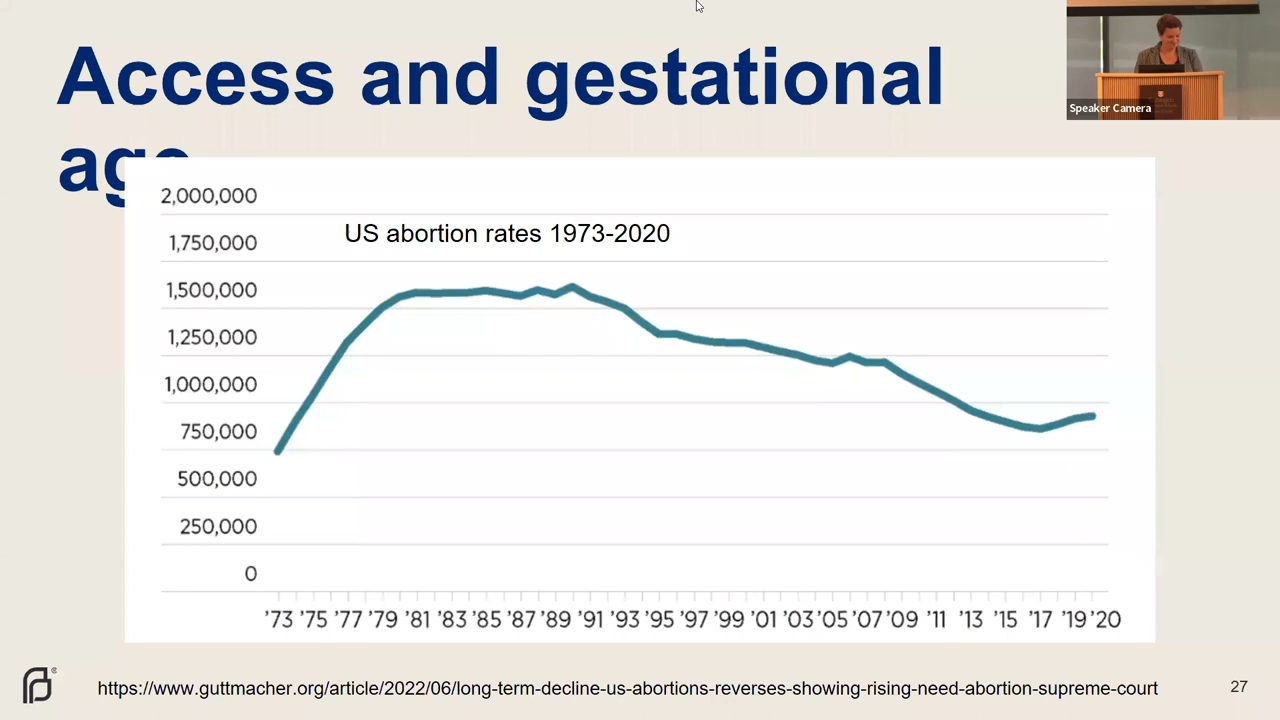 Access and gestational
age
Speaker Camera
2,000,000
US abortion rates 1973-2020
1,750,000
1,500,000
1,250,000
1,000,000
750,000
500,000
250,000
0
'73 '75 '77 '79 '81 '83 '85 '87 '89 '91 '93 '95 '97 '99 '01 '03 '05 '07 '09 '11 '13 '15 '17 '19 '20
https://www.guttmacher.org/article/2022/06/long-term-decline-us-abortions-reverses-showing-rising-need-abortion-supreme-court
27